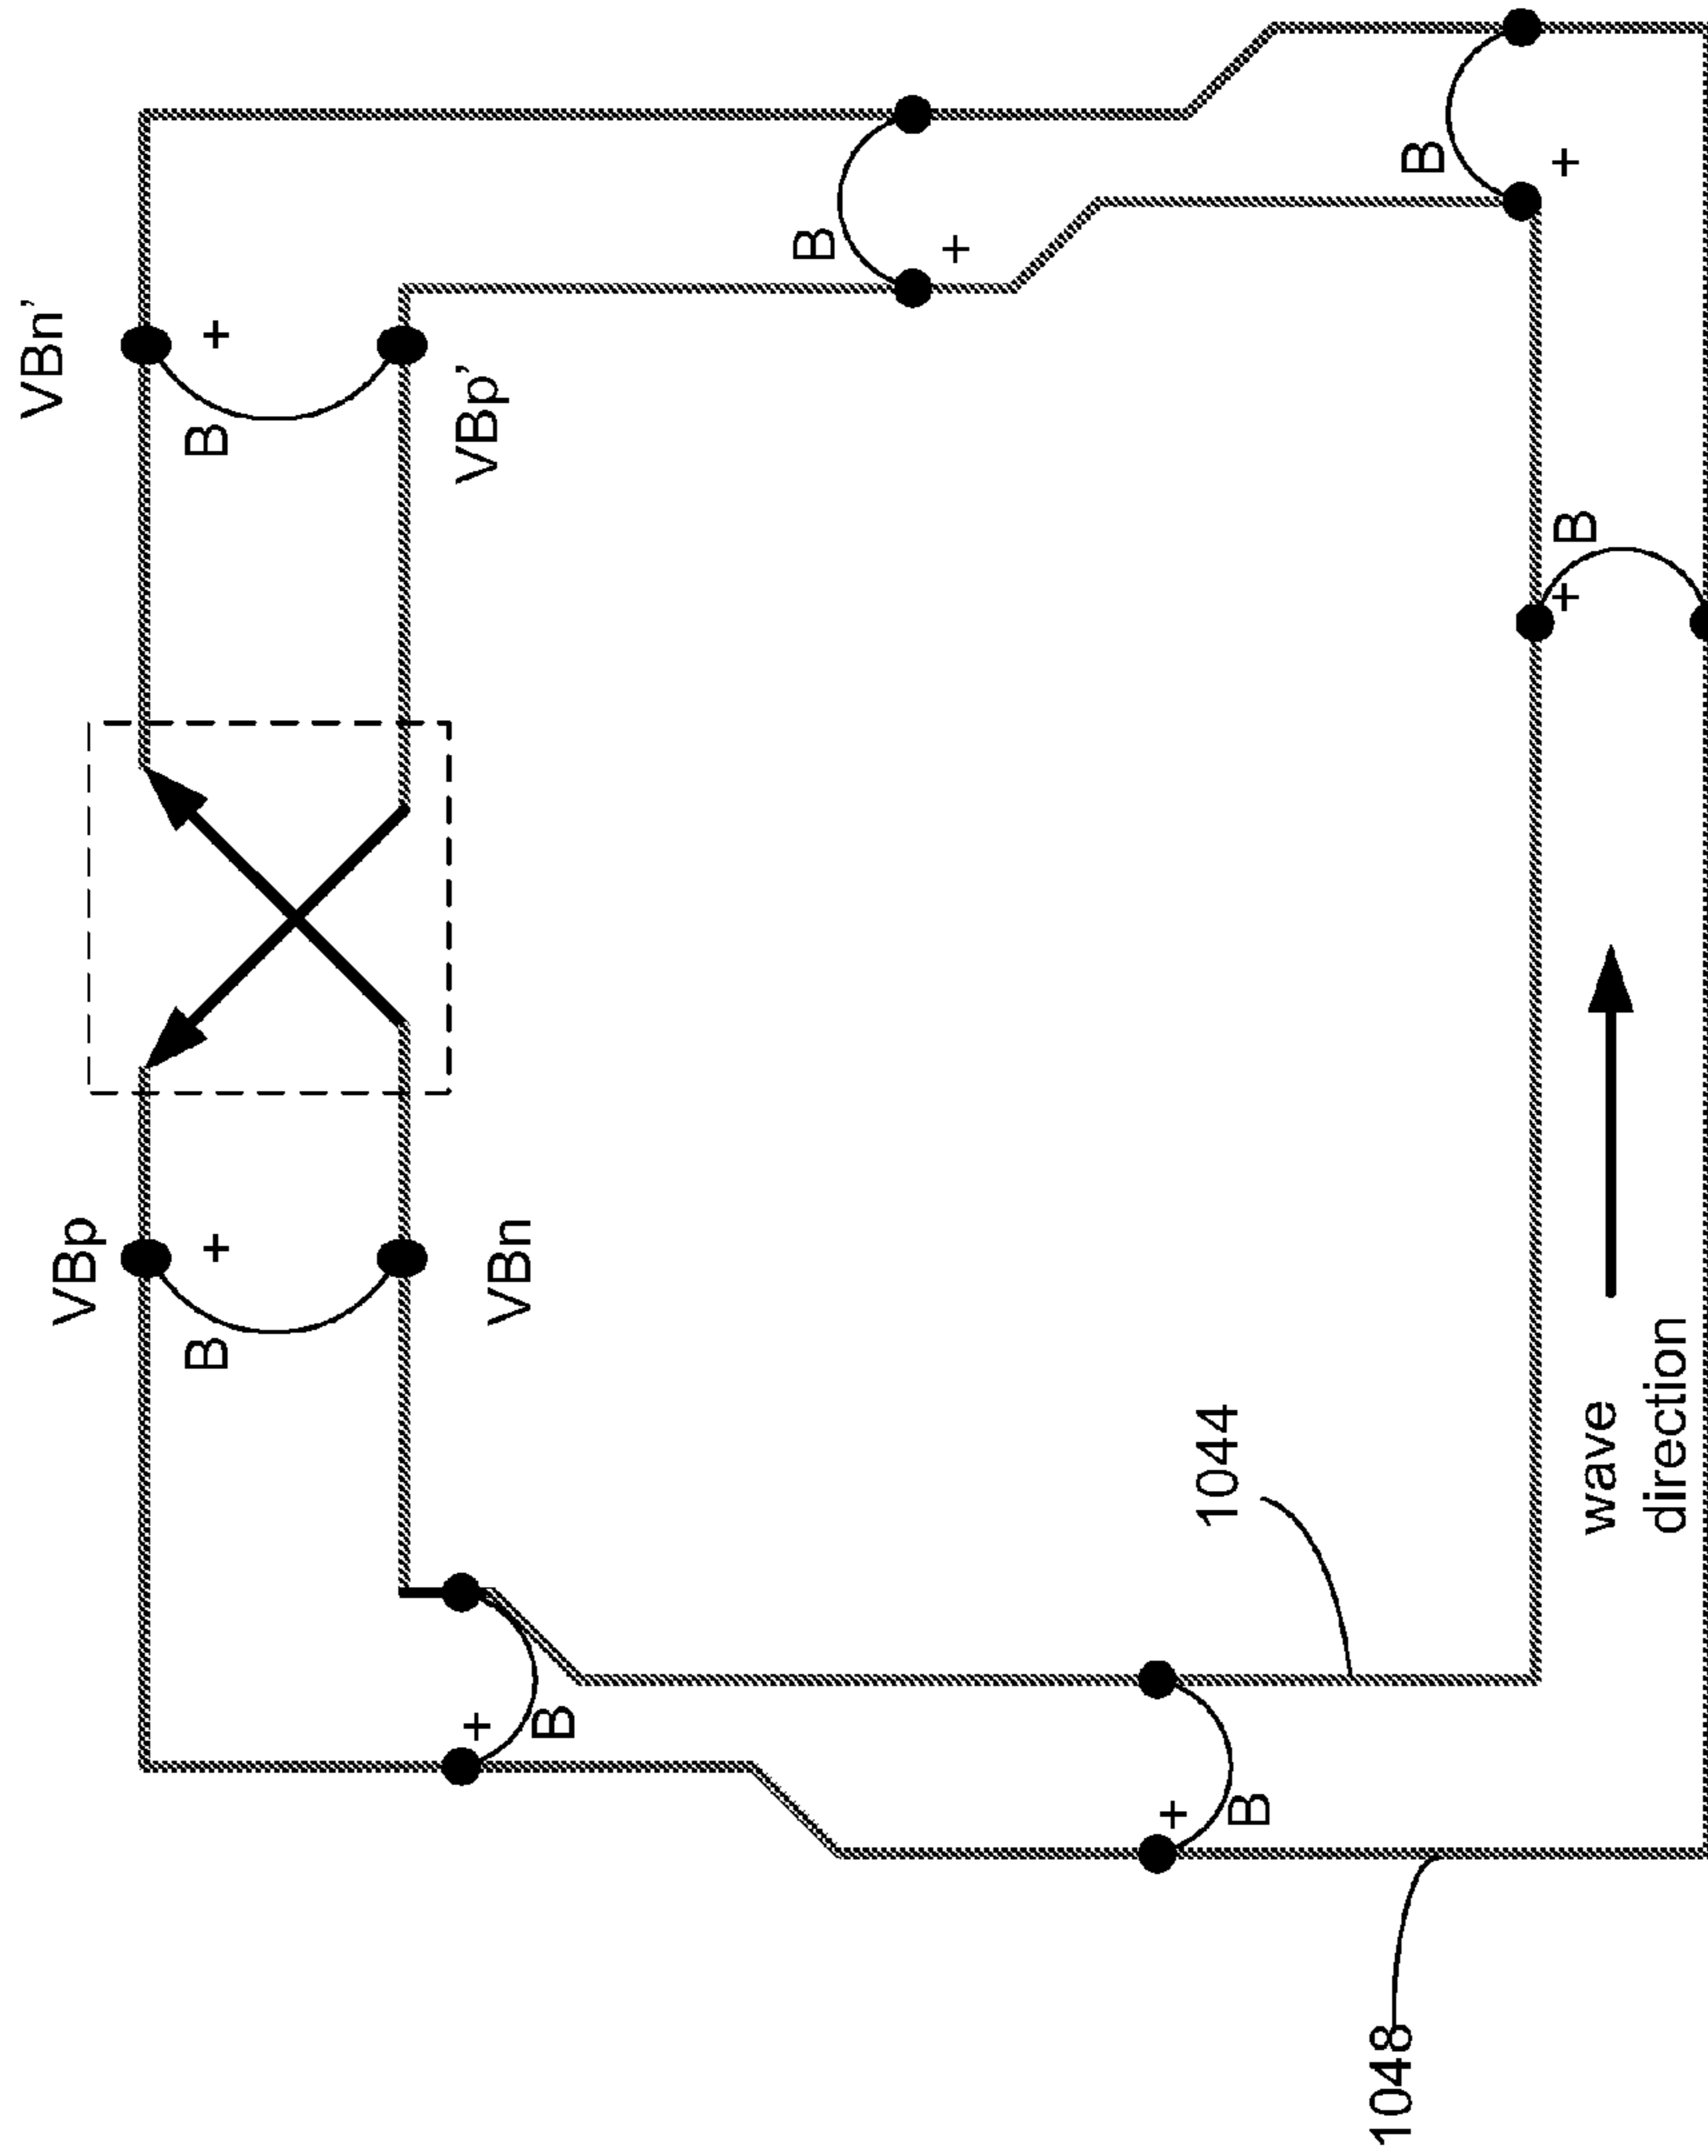 VBn'
+
B
VBp'
B
+
B
+
B
+
VBp
+
B
VBn
1044
wave
direction
+
B
+
B
1048